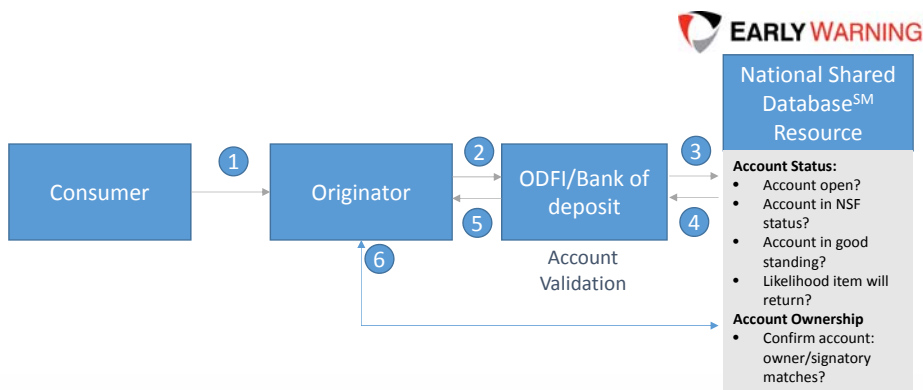 EARLY WARNING
National Shared
Database℠
Resource
1
2
3
Consumer
Originator
ODFI/Bank of
deposit
5
4
6
Account
Validation
Account Status:
• Account open?
• Account in NSF
status?
• Account in good
standing?
• Likelihood item will
return?
Account Ownership
• Confirm account:
owner/signatory
matches?